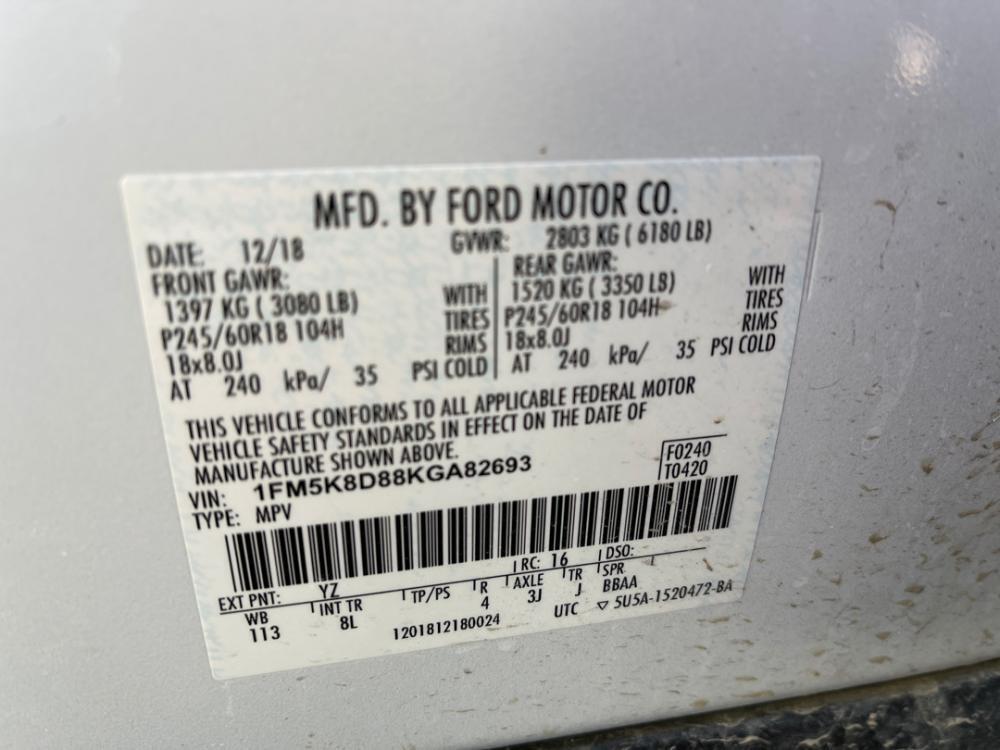 MFD. BY FORD MOTOR CO.
DATE: 12/18 GVWR: 2803 KG ( 6180 LB)
FRONT GAWR: REAR GAWR:
1397 KG ( 3080 LB) WITH 1520 KG ( 3350 LB) WITH
P245/60R18 104H TIRES P245/60R18 104H TIRES
18x8.0J RIMS 18x8.0J RIMS
AT 240 kPa/ 35 PSI COLD AT 240 kPa/ 35 PSI COLD
THIS VEHICLE CONFORMS TO ALL APPLICABLE FEDERAL MOTOR
VEHICLE SAFETY STANDARDS IN EFFECT ON THE DATE OF
MANUFACTURE SHOWN ABOVE.
F0240
VIN: 1FM5K8D88KGA82693 T0420
TYPE: MPV
EXT PNT: YZ RC: 16 DSO:
WB INT TR TP/PS R AXLE TR SPR
113 8L 4 3J J BBAA
1201812180024 UTC ▽ 5U5A-1520472-BA